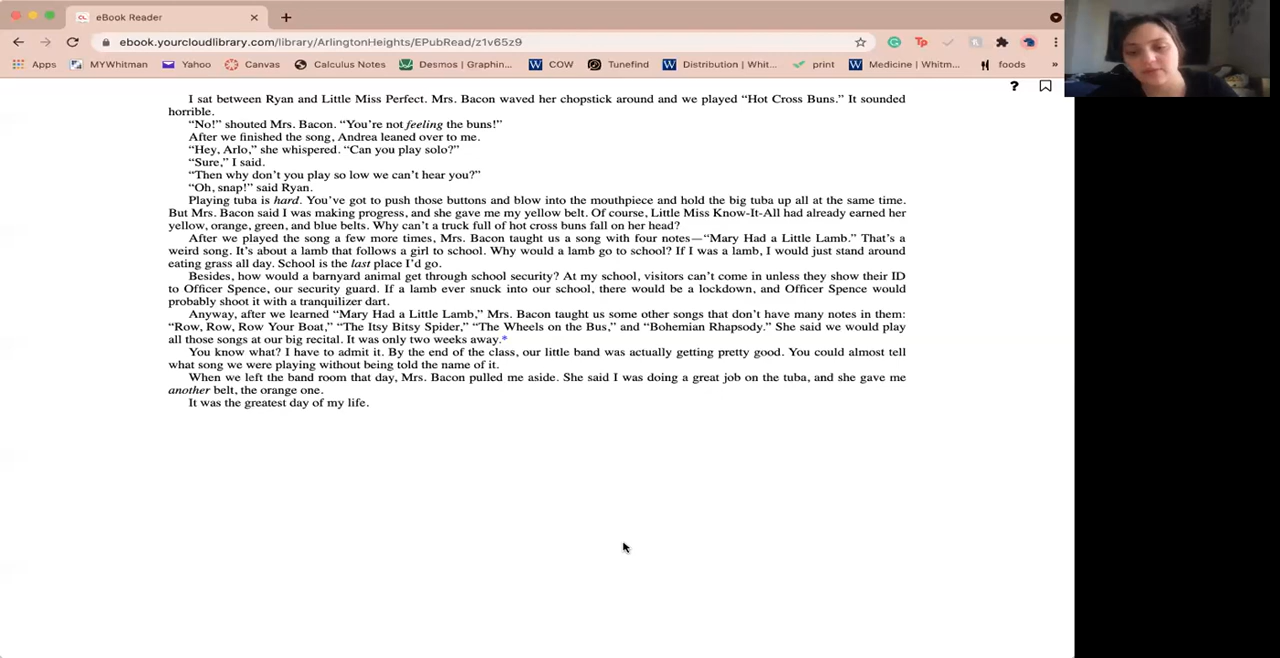 eBook Reader
ebook.yourcloudlibrary.com/library/ArlingtonHeights/EPubRead/z1v65z9
Apps MYWhitman Yahoo Canvas Calculus Notes Desmos | Graphin... COW Tunefind Distribution | Whit... print Medicine | Whitm... foods »
?
I sat between Ryan and Little Miss Perfect. Mrs. Bacon waved her chopstick around and we played “Hot Cross Buns.” It sounded
horrible.
“No!” shouted Mrs. Bacon. “You’re not feeling the buns!”
After we finished the song, Andrea leaned over to me.
“Hey, Arlo,” she whispered. “Can you play solo?”
“Sure,” I said.
“Then why don’t you play so low we can’t hear you?”
“Oh, snap!” said Ryan.
Playing tuba is hard. You’ve got to push those buttons and blow into the mouthpiece and hold the big tuba up all at the same time.
But Mrs. Bacon said I was making progress, and she gave me my yellow belt. Of course, Little Miss Know-It-All had already earned her
yellow, orange, green, and blue belts. Why can’t a truck full of hot cross buns fall on her head?
After we played the song a few more times, Mrs. Bacon taught us a song with four notes—“Mary Had a Little Lamb.” That’s a
weird song. It’s about a lamb that follows a girl to school. Why would a lamb go to school? If I was a lamb, I would just stand around
eating grass all day. School is the last place I’d go.
Besides, how would a barnyard animal get through school security? At my school, visitors can’t come in unless they show their ID
to Officer Spence, our security guard. If a lamb ever snuck into our school, there would be a lockdown, and Officer Spence would
probably shoot it with a tranquilizer dart.
Anyway, after we learned “Mary Had a Little Lamb,” Mrs. Bacon taught us some other songs that don’t have many notes in them:
“Row, Row, Row Your Boat,” “The Itsy Bitsy Spider,” “The Wheels on the Bus,” and “Bohemian Rhapsody.” She said we would play
all those songs at our big recital. It was only two weeks away.*
You know what? I have to admit it. By the end of the class, our little band was actually getting pretty good. You could almost tell
what song we were playing without being told the name of it.
When we left the band room that day, Mrs. Bacon pulled me aside. She said I was doing a great job on the tuba, and she gave me
another belt, the orange one.
It was the greatest day of my life.